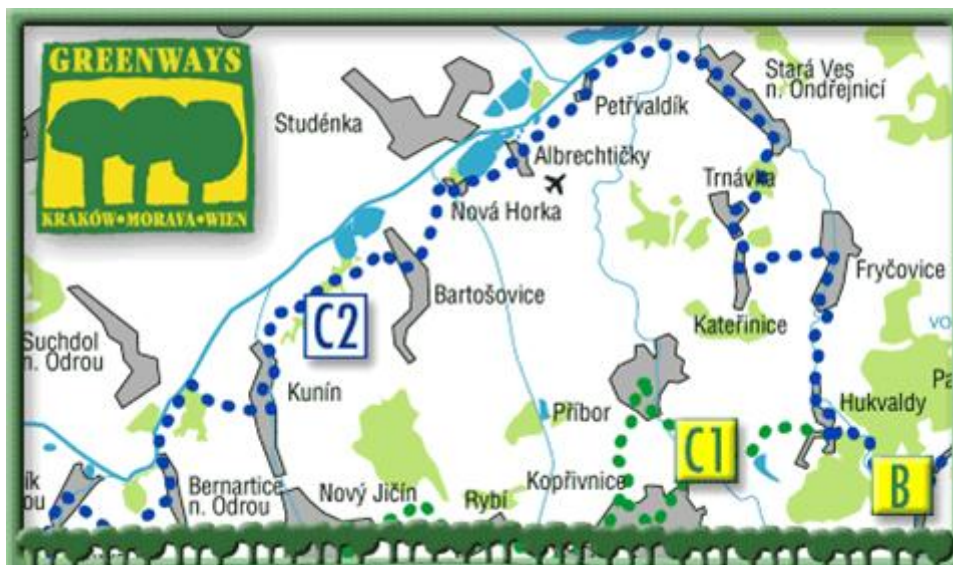 GREENWAYS
KRAKÓW•MORAVA•WIEN
Studénka
Petřvaldík
Stará Ves
n. Ondřejnicí
Albrechtičky
Trnávka
Nová Horka
Bartošovice
Fryčovice
Kateřinice
C2
Suchdol
n. Odrou
Kunín
Příbor
Hukvaldy
C1
Kopřivnice
B
Bernartice
n. Odrou
Nový Jičín
Rybí